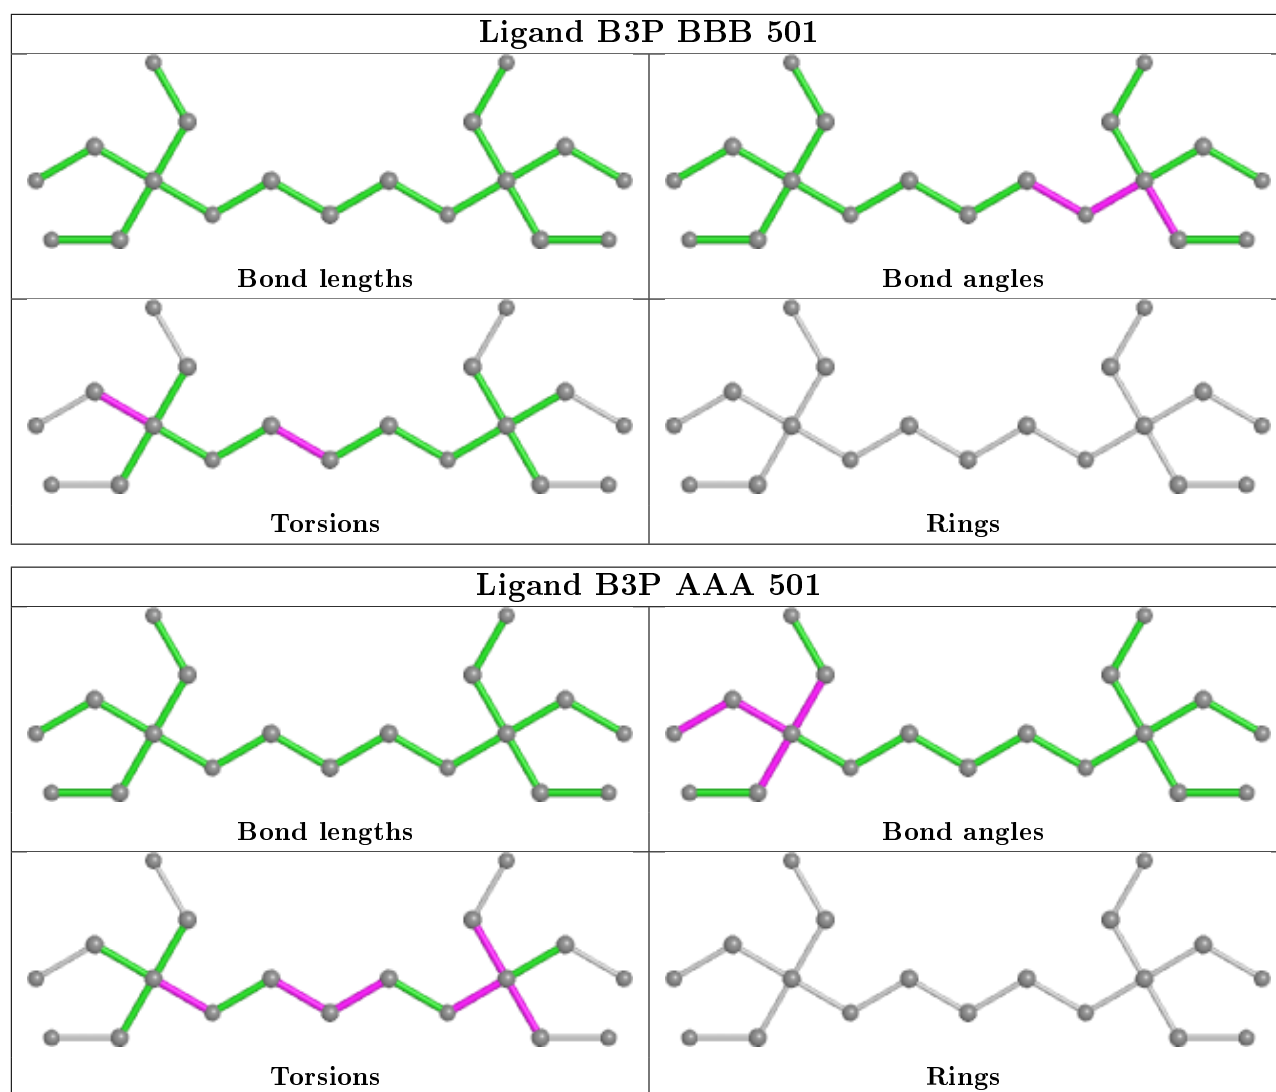 Ligand B3P BBB 501
Bond lengths
Bond angles
Torsions
Rings
Ligand B3P AAA 501
Bond lengths
Bond angles
Torsions
Rings